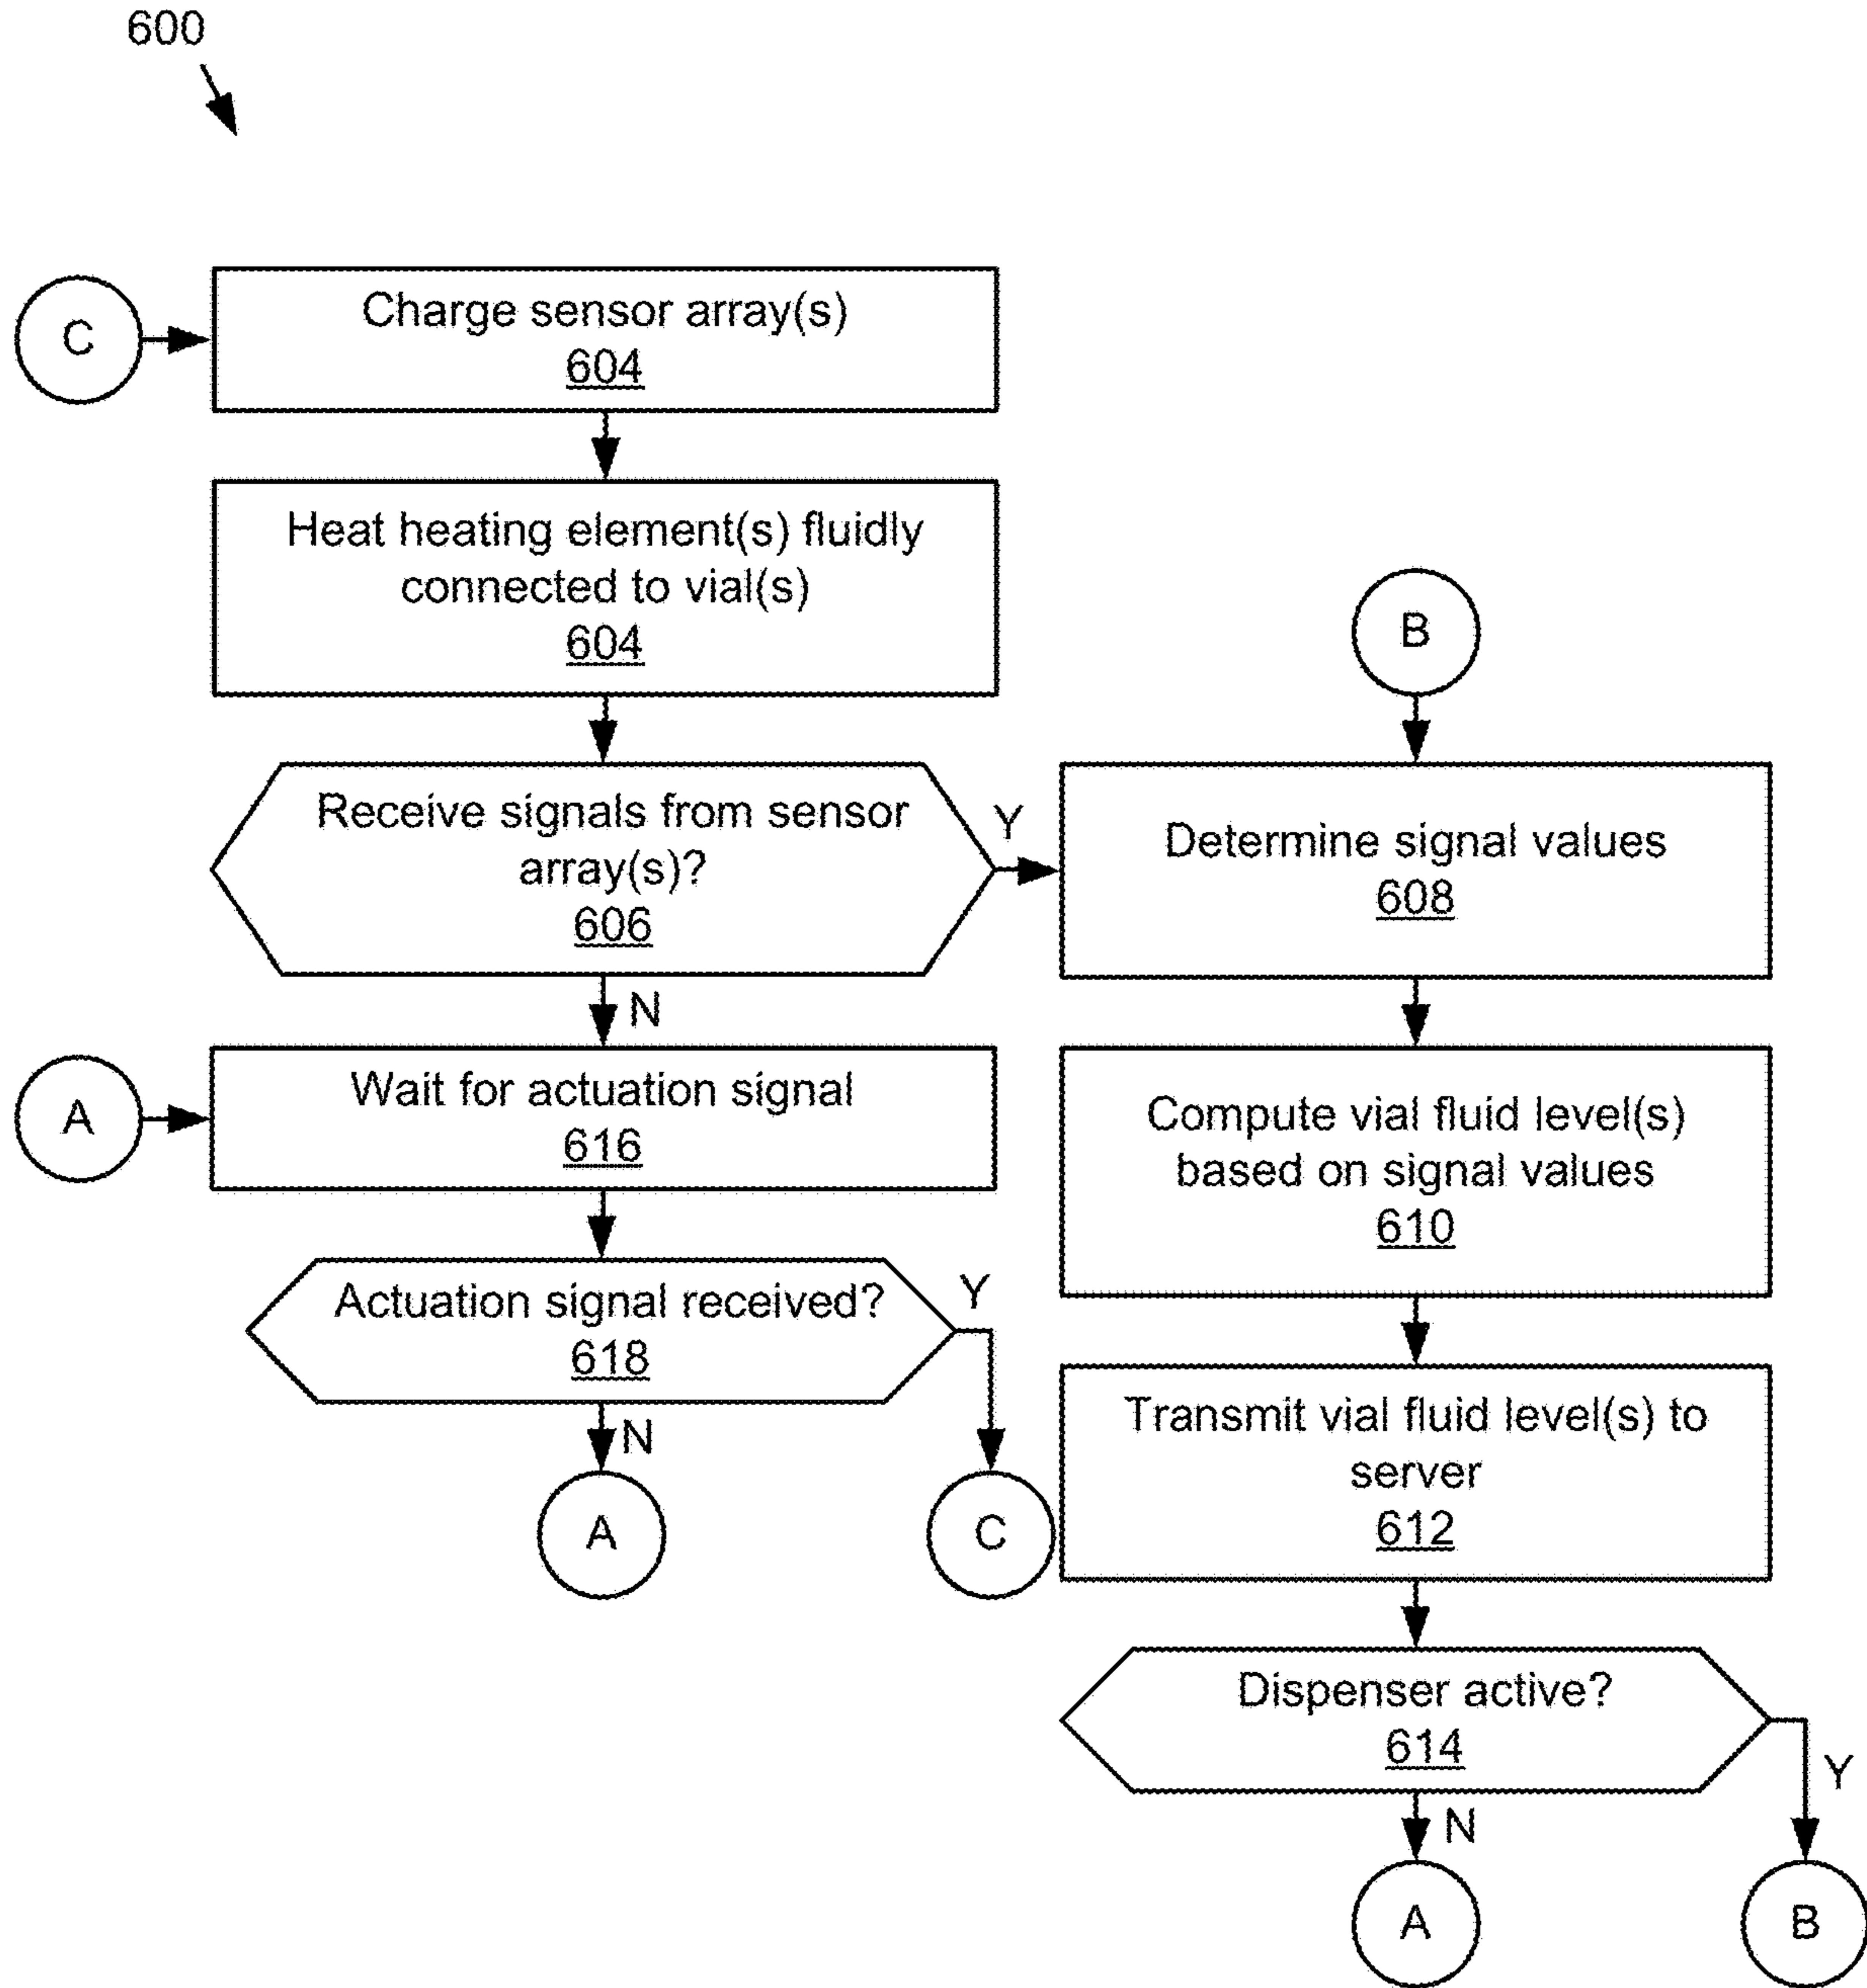 600
C
Charge sensor array(s)
604
Heat heating element(s) fluidly
connected to vial(s)
604
Receive signals from sensor
array(s)?
606
Y
N
A
Wait for actuation signal
616
Actuation signal received?
618
Y
N
A
C
B
Determine signal values
608
Compute vial fluid level(s)
based on signal values
610
Transmit vial fluid level(s) to
server
612
Dispenser active?
614
Y
N
A
B